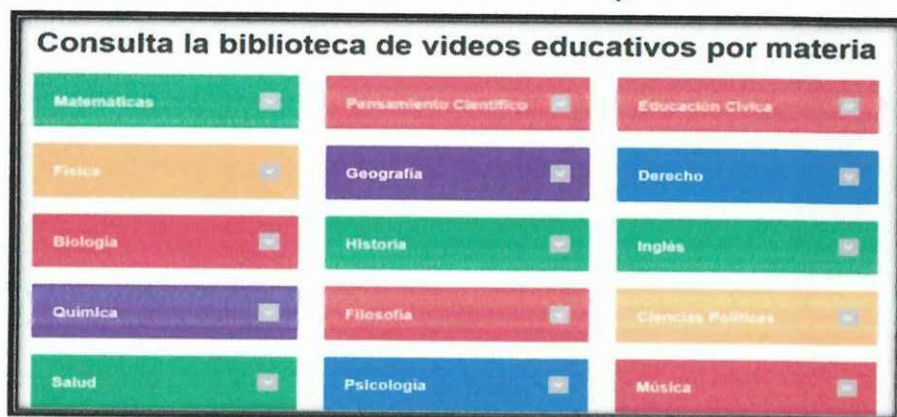 Consulta la biblioteca de videos educativos por materia
Matemáticas
Pensamiento Científico
Educación Cívica
Física
Geografía
Derecho
Biología
Historia
Inglés
Química
Filosofía
Ciencias Políticas
Salud
Psicología
Música